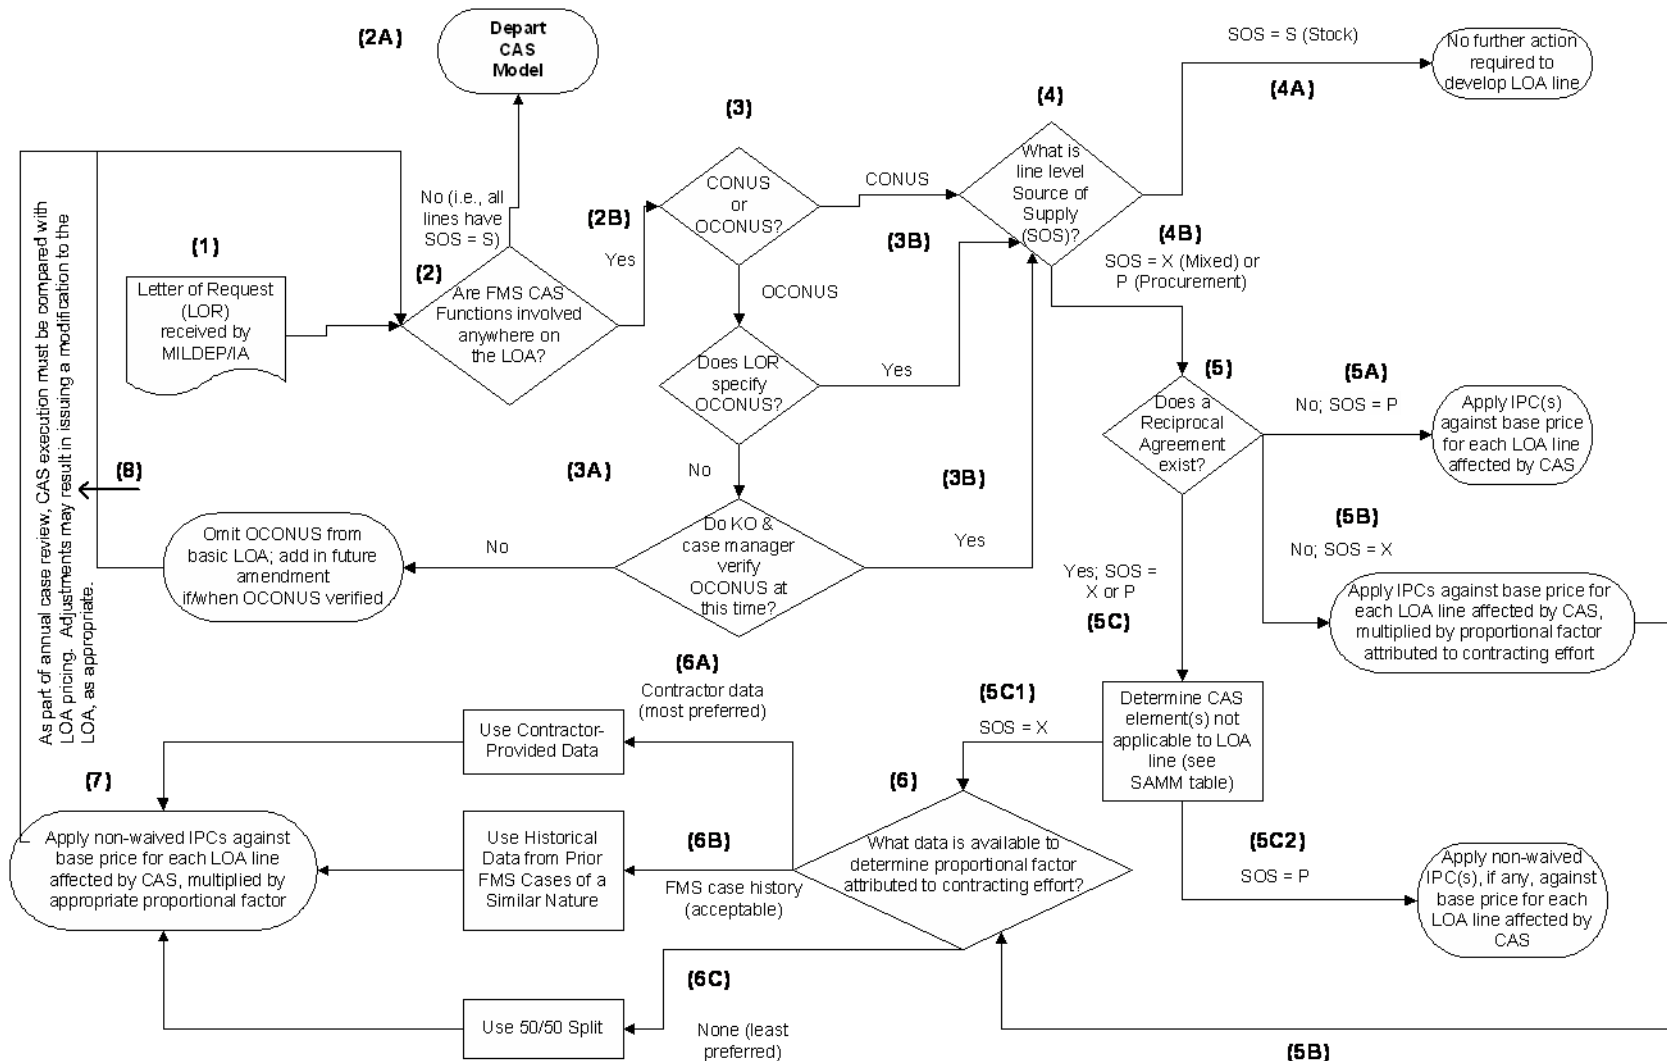 (2A)
Depart
CAS
Model
SOS = S (Stock)
(4A)
No further action
required to
develop LOA line
(3)
(4)
No (i.e., all
lines have
SOS = S)
(2B)
Yes
CONUS
or
OCONUS?
CONUS
What is
line level
Source of
Supply
(SOS)?
(3B)
(4B)
SOS = X (Mixed) or
P (Procurement)
As part of annual case review, CAS execution must be compared with
LOA pricing.  Adjustments may result in issuing a modification to the
LOA, as appropriate.
(1)
Letter of Request
(LOR)
received by
MILDEP/IA
(2)
Are FMS CAS
Functions involved
anywhere on
the LOA?
OCONUS
Does LOR
specify
OCONUS?
Yes
(5)
Does a
Reciprocal
Agreement
exist?
(5A)
No; SOS = P
Apply IPC(s)
against base price
for each LOA line
affected by CAS
(8)
(3A)
No
(3B)
(5B)
No; SOS = X
Omit OCONUS from
basic LOA; add in future
amendment
if/when OCONUS verified
No
Do KO &
case manager
verify
OCONUS at
this time?
Yes
Yes; SOS =
X or P
(5C)
Apply IPCs against base price for
each LOA line affected by CAS,
multiplied by proportional factor
attributed to contracting effort
(6A)
Contractor data
(most preferred)
(5C1)
SOS = X
Determine CAS
element(s) not
applicable to LOA
line (see
SAMM table)
Use Contractor-
Provided Data
(7)
(6)
Apply non-waived IPCs against
base price for each LOA line
affected by CAS, multiplied by
appropriate proportional factor
Use Historical
Data from Prior
FMS Cases of a
Similar Nature
(6B)
FMS case history
(acceptable)
What data is available to
determine proportional factor
attributed to contracting effort?
(5C2)
SOS = P
Apply non-waived
IPC(s), if any, against
base price for each
LOA line affected by
CAS
(6C)
Use 50/50 Split
None (least
preferred)
(5B)